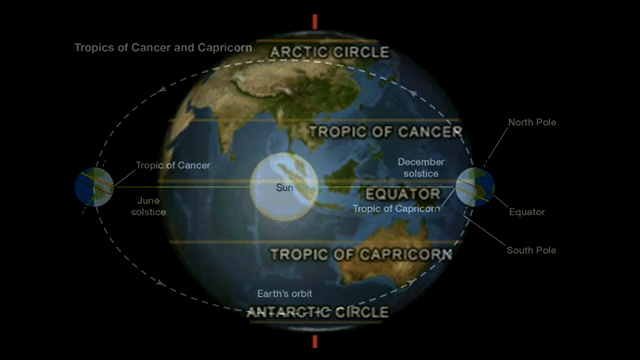 Tropics of Cancer and Capricorn
ARCTIC CIRCLE
North Pole
TROPIC OF CANCER
Tropic of Cancer
December
solstice
Sun
EQUATOR
June
solstice
Tropic of Capricorn
Equator
South Pole
TROPIC OF CAPRICORN
Earth's orbit
ANTARCTIC CIRCLE